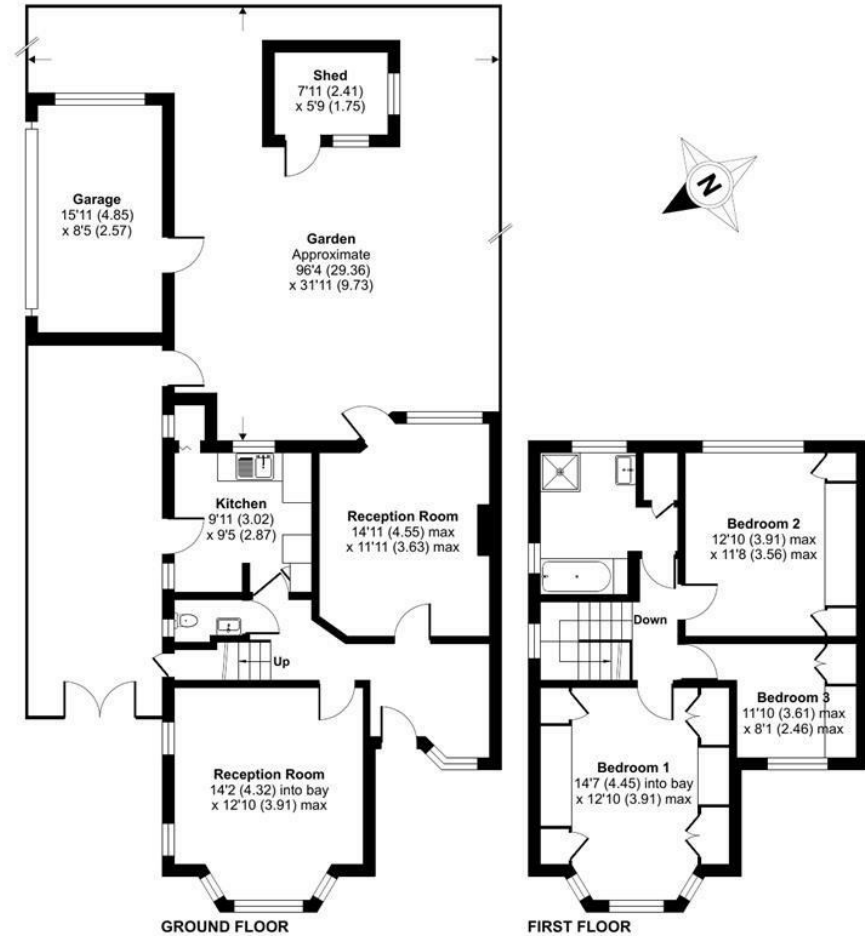 Shed
7'11 (2.41)
x 5'9 (1.75)
Garage
15'11 (4.85)
x 8'5 (2.57)
Garden
Approximate
96'4 (29.36)
x 31'11 (9.73)
N
Kitchen
9'11 (3.02)
x 9'5 (2.87)
Reception Room
14'11 (4.55) max
x 11'11 (3.63) max
Up
Reception Room
14'2 (4.32) into bay
x 12'10 (3.91) max
GROUND FLOOR
Bedroom 2
12'10 (3.91) max
x 11'8 (3.56) max
Down
Bedroom 3
11'10 (3.61) max
x 8'1 (2.46) max
Bedroom 1
14'7 (4.45) into bay
x 12'10 (3.91) max
FIRST FLOOR